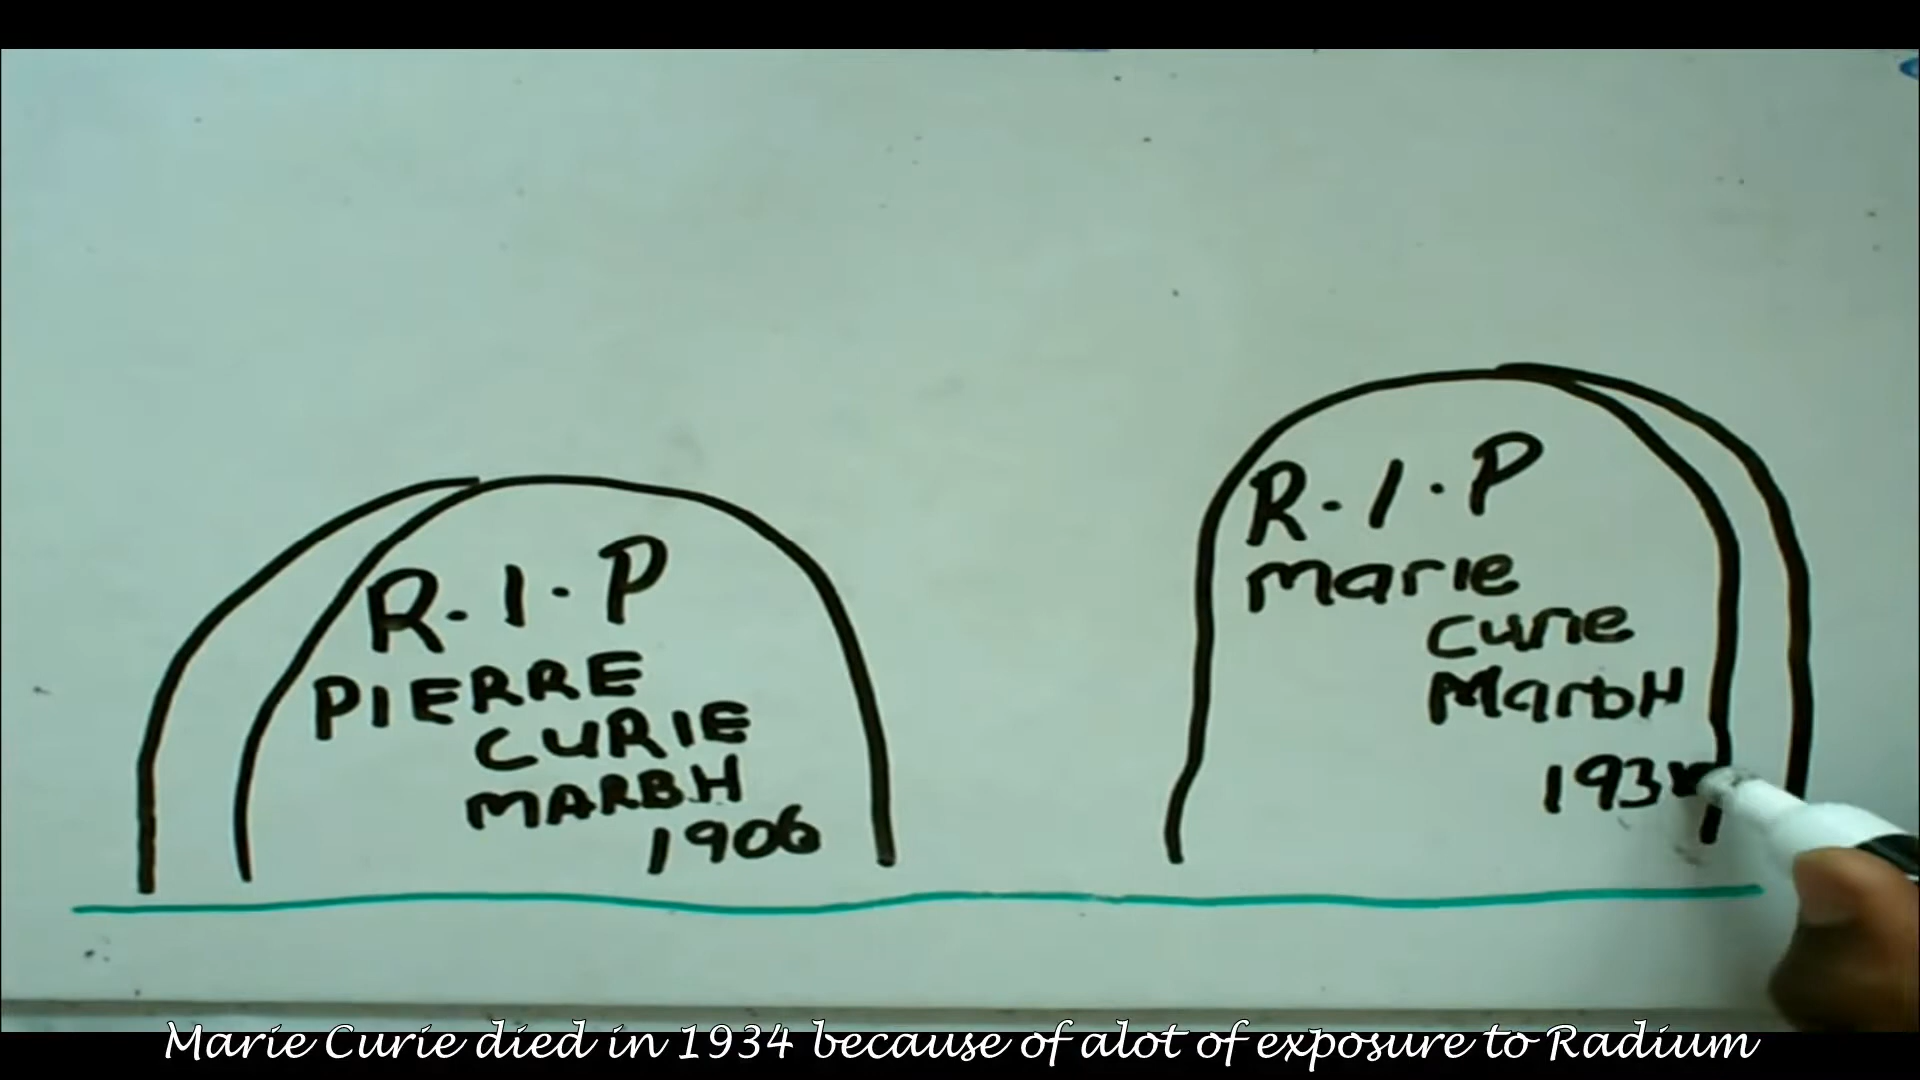 R.I.P
PIERRE
CURIE
MARBH
1906
R.I.P
Marie
Curie
MarbH
193
Marie Curie died in 1934 because of alot of exposure to Radium